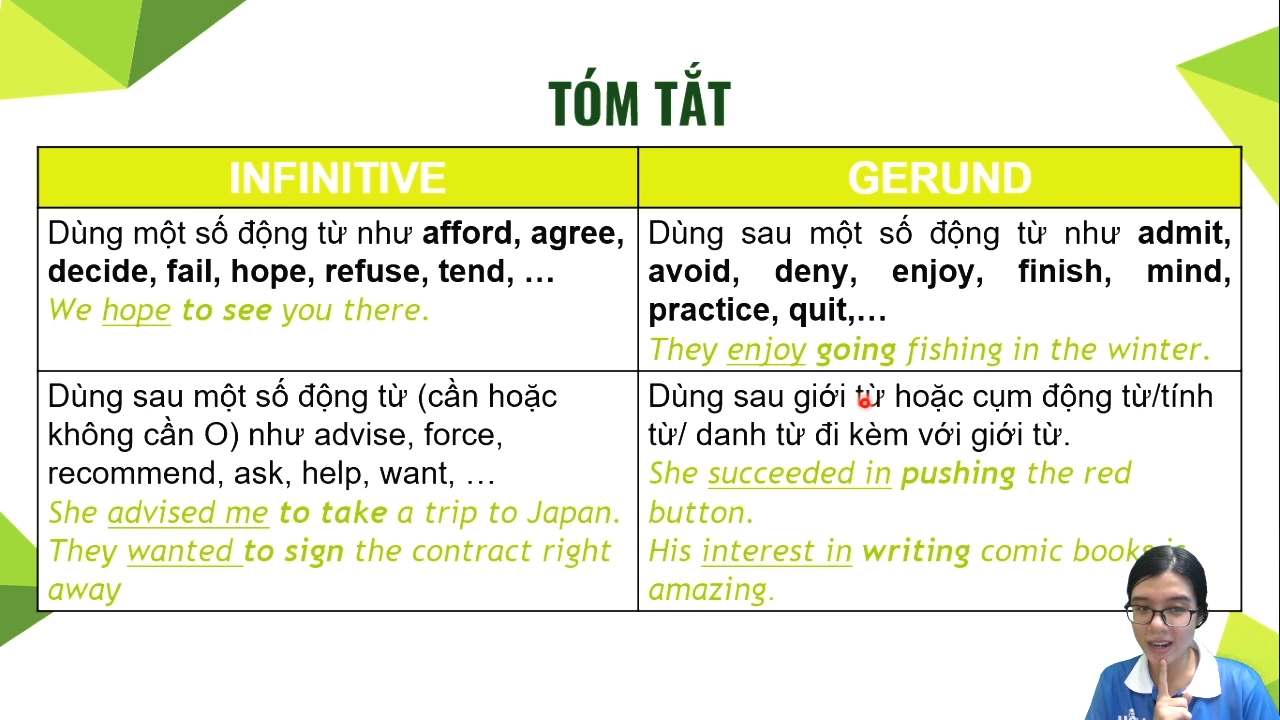 TÓM TẮT
INFINITIVE
GERUND
Dùng một số động từ như afford, agree,
decide, fail, hope, refuse, tend, ...
We hope to see you there.
Dùng sau một số động từ như admit,
avoid, deny, enjoy, finish, mind,
practice, quit,...
They enjoy going fishing in the winter.
Dùng sau một số động từ (cần hoặc
không cần O) như advise, force,
recommend, ask, help, want, ...
She advised me to take a trip to Japan.
They wanted to sign the contract right
away
Dùng sau giới từ hoặc cụm động từ/tính
từ/ danh từ đi kèm với giới từ.
She succeeded in pushing the red
button.
His interest in writing comic books is
amazing.